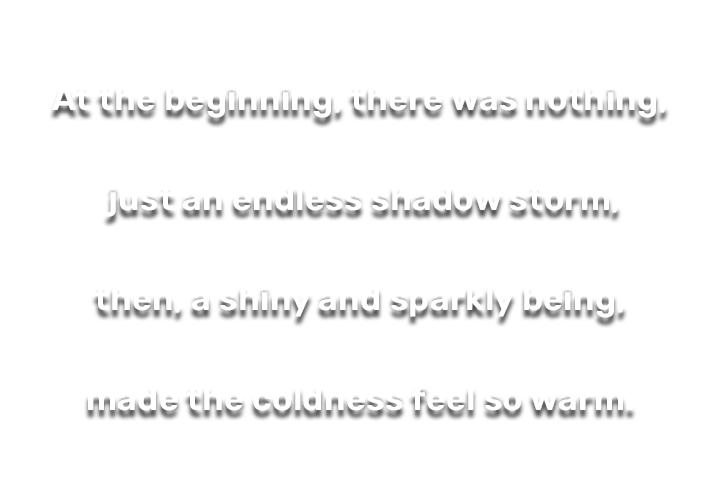 At the beginning, there was nothing,
just an endless shadow storm,
then, a shiny and sparkly being,
made the coldness feel so warm.